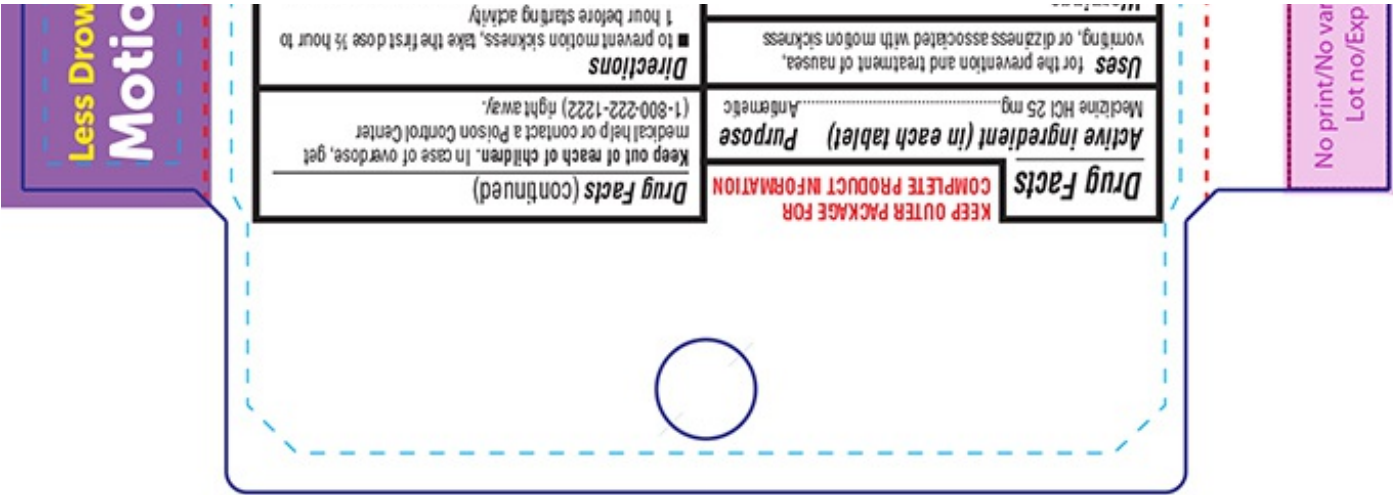 Less Drow
Motio
Drug Facts
KEEP OUTER PACKAGE FOR
COMPLETE PRODUCT INFORMATION
Active ingredient (in each tablet) Purpose
Meclizine HCl 25 mg........................................Antiemetic
Uses for the prevention and treatment of nausea,
vomiting, or dizziness associated with motion sickness
Warnings
Drug Facts (continued)
Keep out of reach of children. In case of overdose, get
medical help or contact a Poison Control Center
(1-800-222-1222) right away.
Directions
■ to prevent motion sickness, take the first dose ½ hour to
1 hour before starting activity
No print/No var
Lot no/Exp